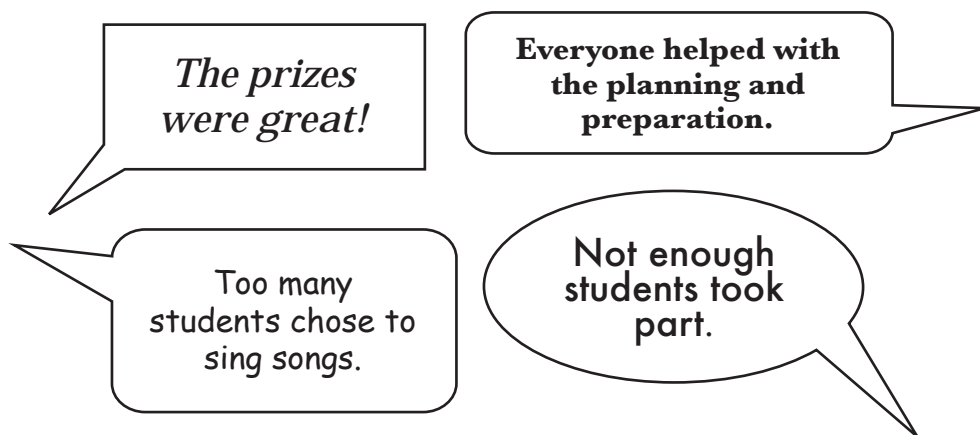 The prizes
were great!
Everyone helped with
the planning and
preparation.
Too many
students chose to
sing songs.
Not enough
students took
part.